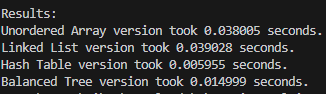 Results:
Unordered Array version took 0.038005 seconds.
Linked List version took 0.039028 seconds.
Hash Table version took 0.005955 seconds.
Balanced Tree version took 0.014999 seconds.